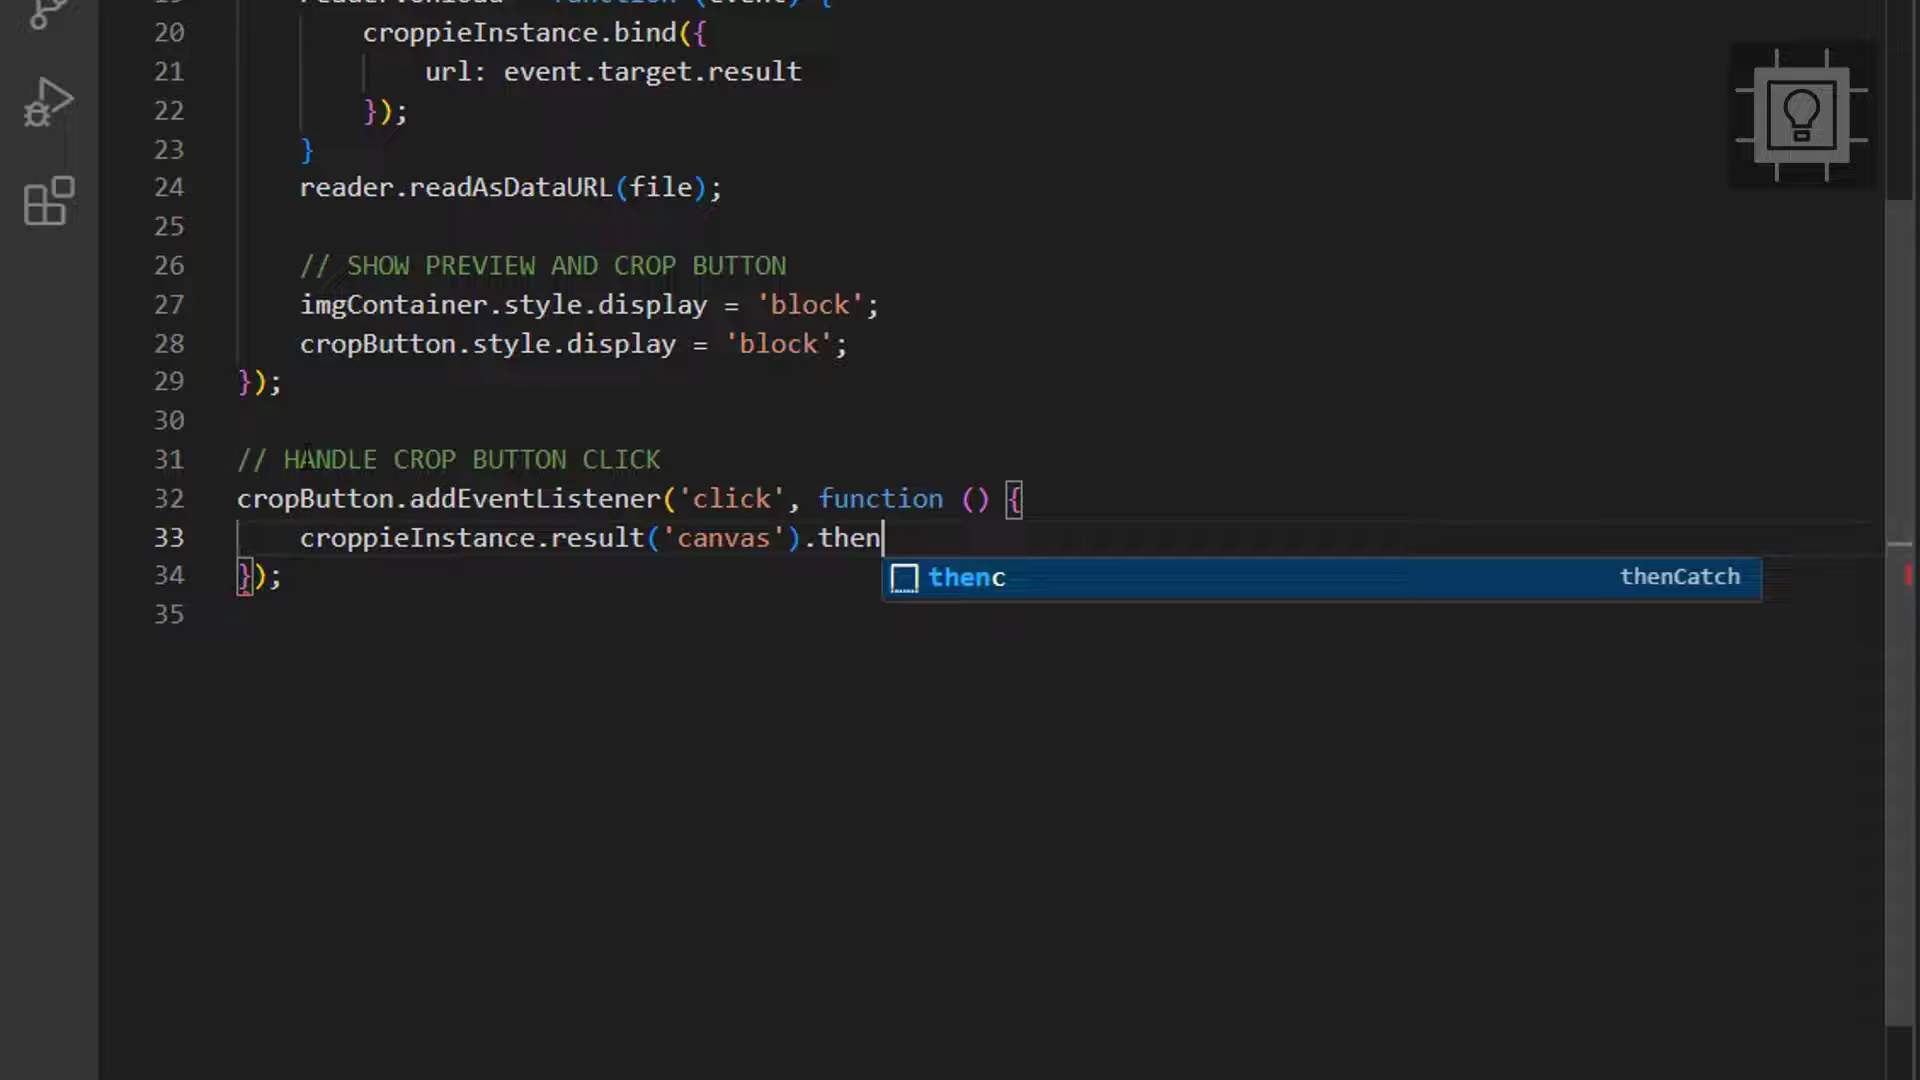 20 croppieInstance.bind({
21 url: event.target.result
22 });
23 }
24 reader.readAsDataURL(file);
25
26 // SHOW PREVIEW AND CROP BUTTON
27 imgContainer.style.display = 'block';
28 cropButton.style.display = 'block';
29 });
30
31 // HANDLE CROP BUTTON CLICK
32 cropButton.addEventListener('click', function () {
33 croppieInstance.result('canvas').then
thenc thenCatch
34 });
35